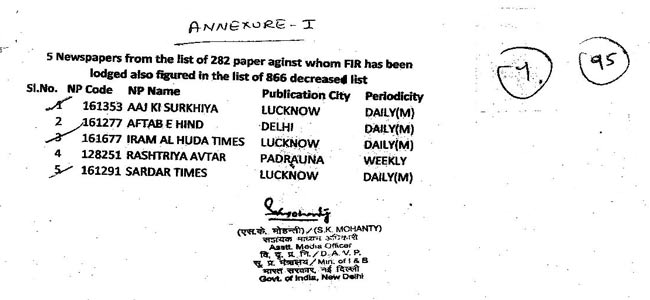 ANNEXURE - I
5 Newspapers from the list of 282 paper aginst whom FIR has been
lodged also figured in the list of 866 decreased list
Sl.No. NP Code NP Name Publication City Periodicity
1 161353 AAJ KI SURKHIYA LUCKNOW DAILY(M)
2 161277 AFTAB E HIND DELHI DAILY(M)
3 161677 IRAM AL HUDA TIMES LUCKNOW DAILY(M)
4 128251 RASHTRIYA AVTAR PADRAUNA WEEKLY
5 161291 SARDAR TIMES LUCKNOW DAILY(M)
95
S.K. Mohanty
(एस.के. मोहन्ती)/(S.K. MOHANTY)
सहायक माध्यम अधिकारी
Asstt. Media Officer
वि. दृ. प्र. नि./D.A.V.P.
सू. प्र. मंत्रालय/Min. of I & B
भारत सरकार, नई दिल्ली
Govt. of India, New Delhi